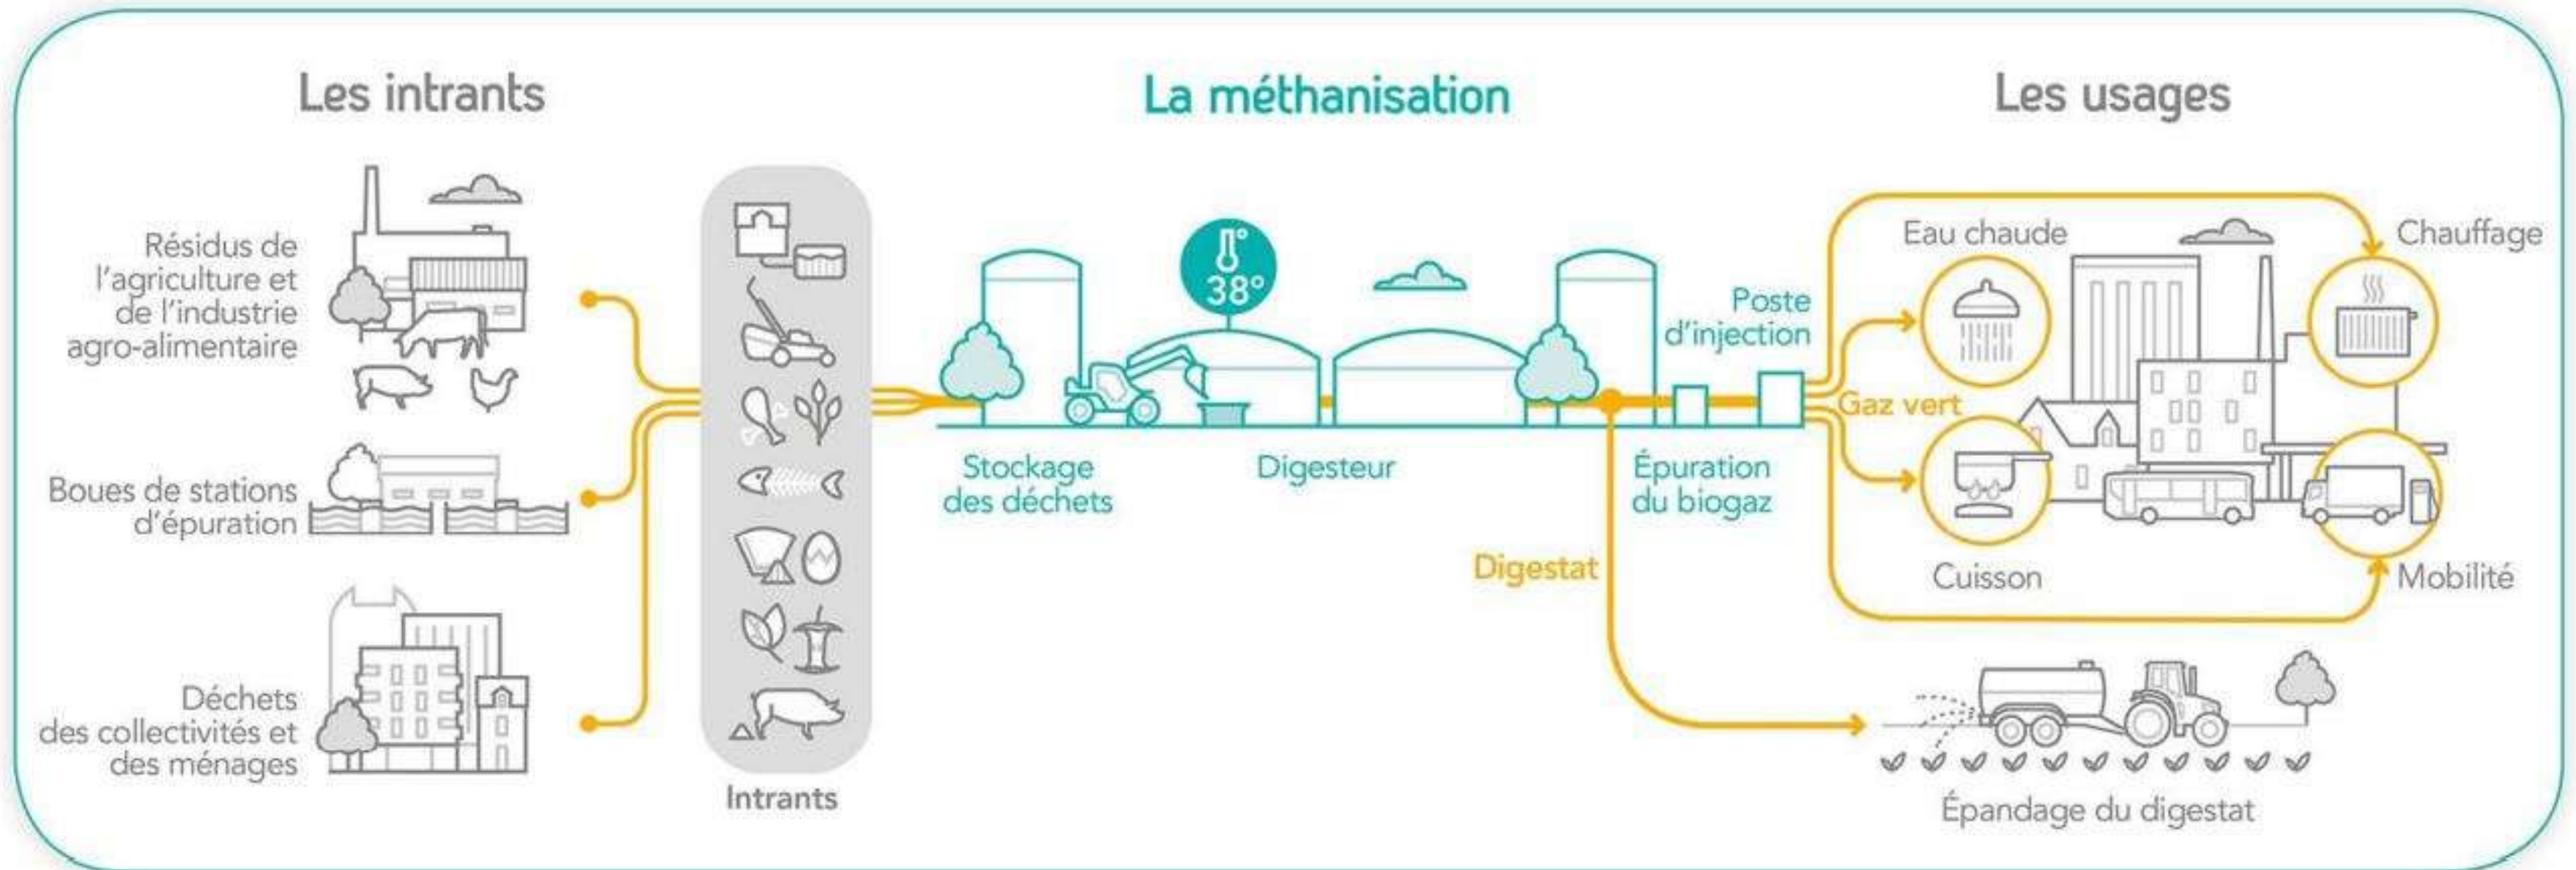 Les intrants
Résidus de
l'agriculture et
de l'industrie
agro-alimentaire
Boues de stations
d'épuration
Déchets
des collectivités et
des ménages
Intrants
La méthanisation
38°
Stockage
des déchets
Digesteur
Poste
d'injection
Épuration
du biogaz
Digestat
Les usages
Eau chaude
Chauffage
Gaz vert
Cuisson
Mobilité
Épandage du digestat